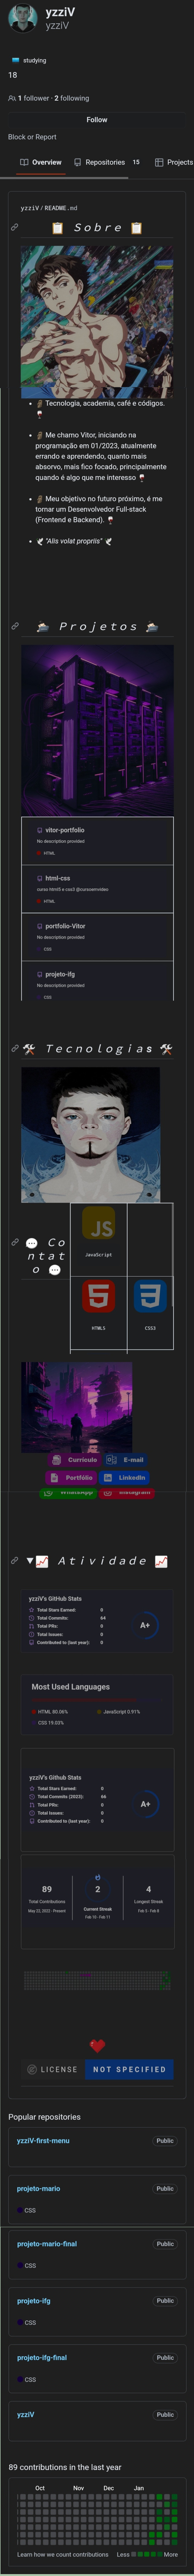 yzziV
yzziV
studying
18
1 follower · 2 following
Follow
Block or Report
Overview
Repositories 15
Projects
yzziV / README.md
📋 Sobre 📋
Tecnologia, academia, café e códigos. 🍷
Me chamo Vitor, iniciando na
programação em 01/2023, atualmente
errando e aprendendo, quanto mais
absorvo, mais fico focado, principalmente
quando é algo que me interesso 🍷
Meu objetivo no futuro próximo, é me
tornar um Desenvolvedor Full-stack
(Frontend e Backend). 🍷
🕊 "Alis volat propriis" 🕊
Projetos
vitor-portfolio
No description provided
HTML
html-css
curso html5 e css3 @cursoemvideo
HTML
portfolio-Vitor
No description provided
CSS
projeto-ifg
No description provided
CSS
🛠 Tecnologias 🛠
JS
JavaScript
HTML5
CSS3
💬 Co
ntat
o 💬
Currículo
E-mail
Portfólio
LinkedIn
WhatsApp
Instagram
▼📈 Atividade 📈
yzziV's GitHub Stats
Total Stars Earned: 0
Total Commits: 64
Total PRs: 0
Total Issues: 0
Contributed to (last year): 0
A+
Most Used Languages
HTML 80.06%
JavaScript 0.91%
CSS 19.03%
yzziV's Github Stats
Total Stars Earned: 0
Total Commits (2023): 66
Total PRs: 0
Total Issues: 0
Contributed to (last year): 0
A+
89
Total Contributions
May 22, 2022 - Present
2
Current Streak
Feb 10 - Feb 11
4
Longest Streak
Feb 5 - Feb 8
LICENSE NOT SPECIFIED
Popular repositories
yzziV-first-menu
Public
projeto-mario
Public
CSS
projeto-mario-final
Public
CSS
projeto-ifg
Public
CSS
projeto-ifg-final
Public
CSS
yzziV
Public
89 contributions in the last year
Oct Nov Dec Jan
Learn how we count contributions
Less More